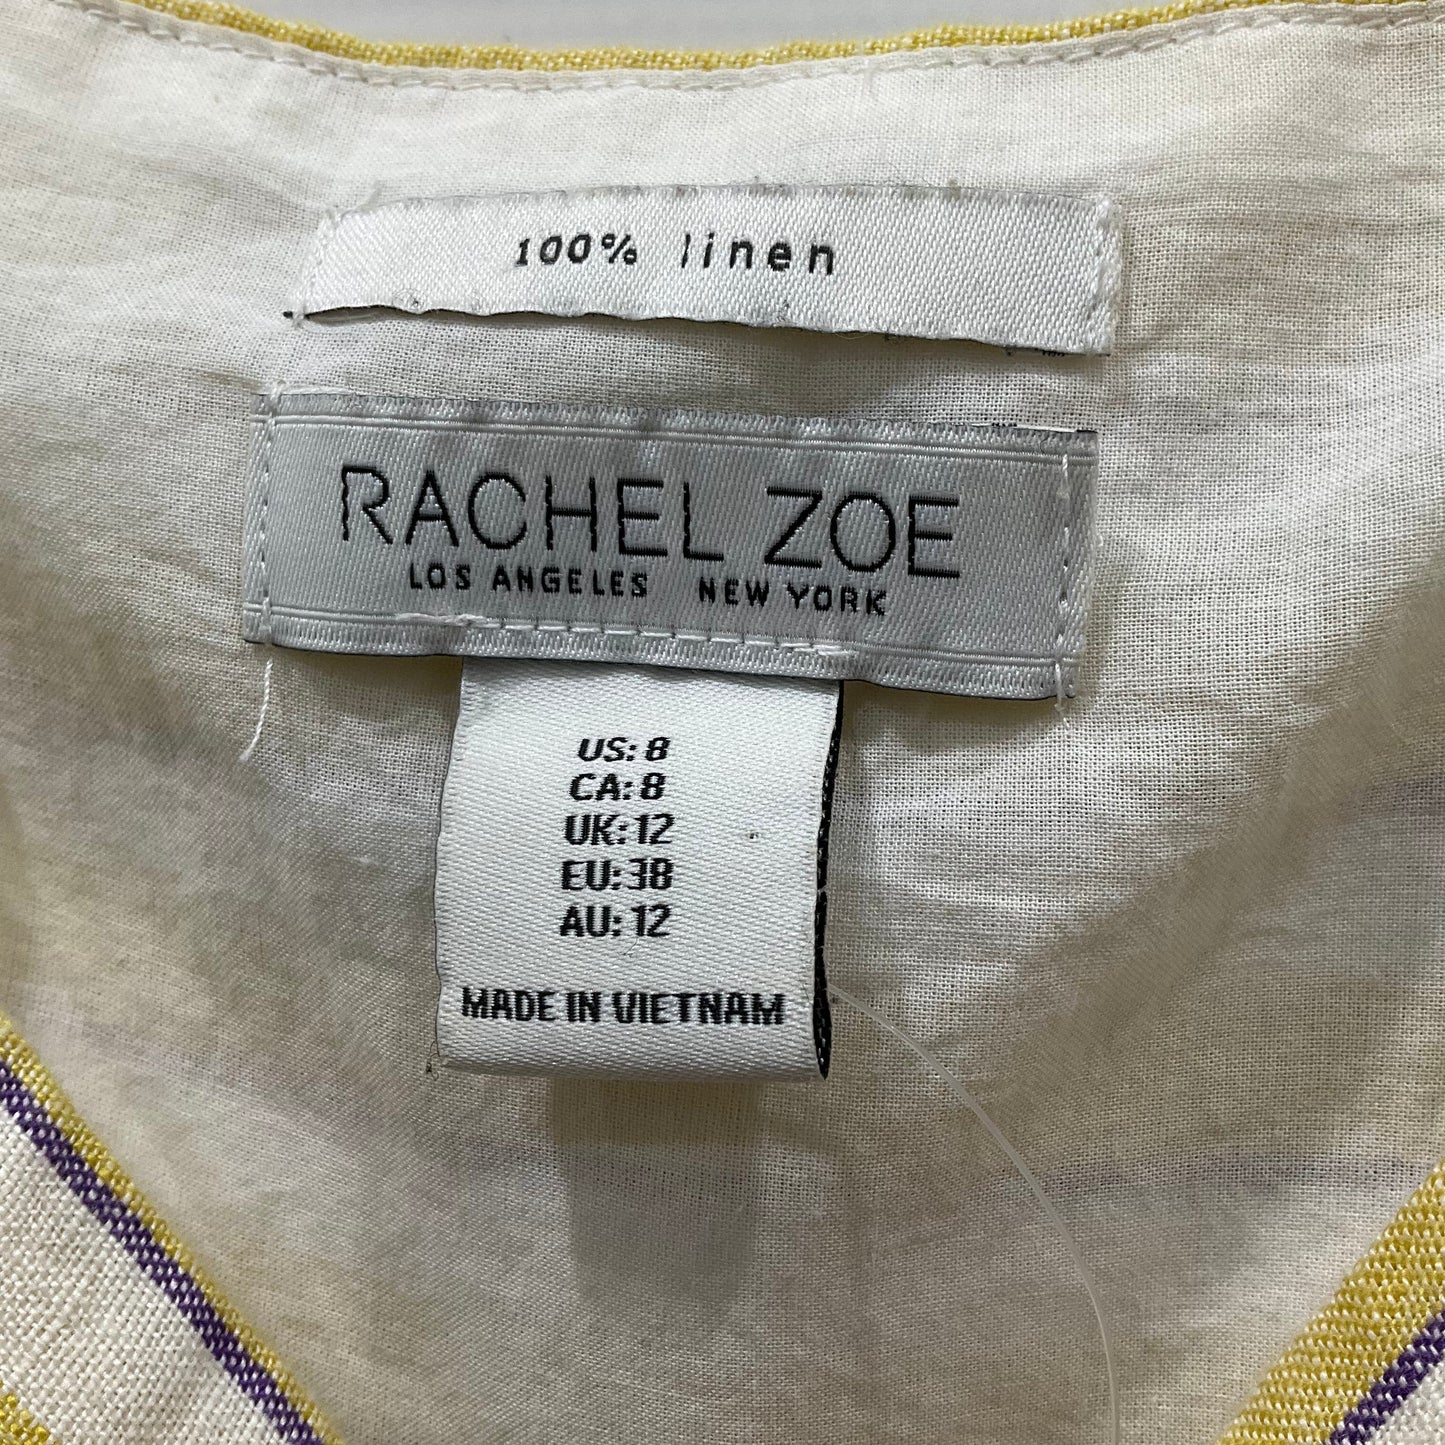 100% linen
RACHEL ZOE
LOS ANGELES NEW YORK
US: 8
CA: 8
UK: 12
EU: 38
AU: 12
MADE IN VIETNAM